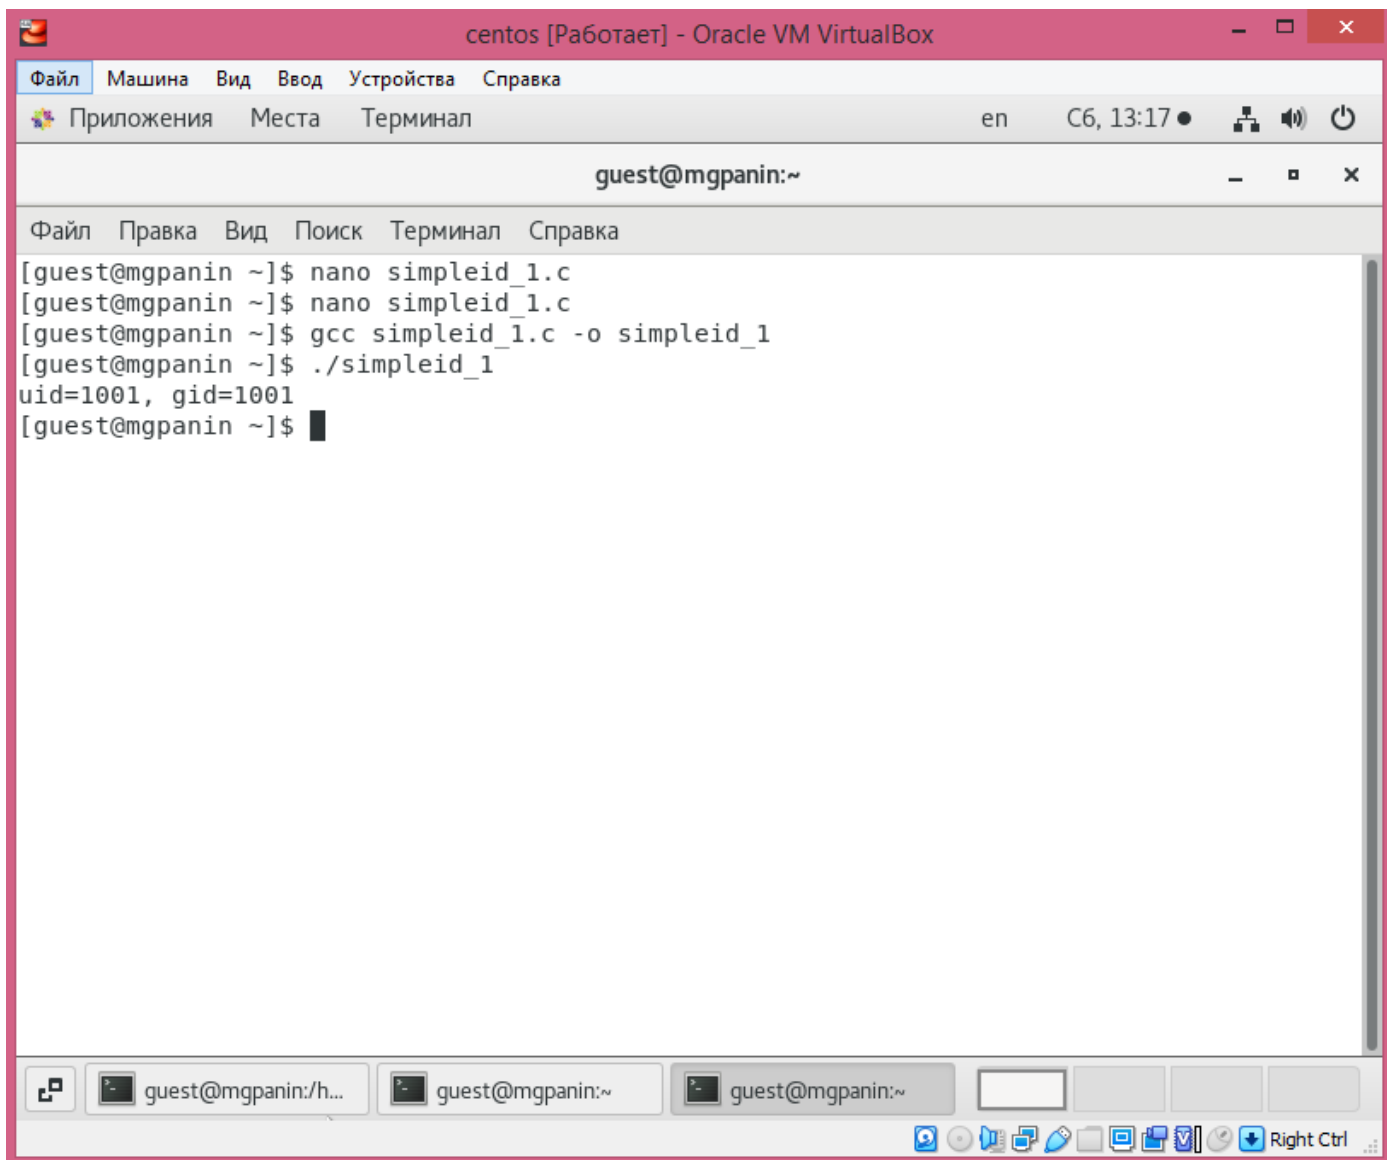 centos [Работает] - Oracle VM VirtualBox
Файл Машина Вид Ввод Устройства Справка
Приложения Места Терминал en Сб, 13:17
guest@mgpanin:~
Файл Правка Вид Поиск Терминал Справка
[guest@mgpanin ~]$ nano simpleid_1.c
[guest@mgpanin ~]$ nano simpleid_1.c
[guest@mgpanin ~]$ gcc simpleid_1.c -o simpleid_1
[guest@mgpanin ~]$ ./simpleid_1
uid=1001, gid=1001
[guest@mgpanin ~]$
guest@mgpanin:/h... guest@mgpanin:~ guest@mgpanin:~
Right Ctrl